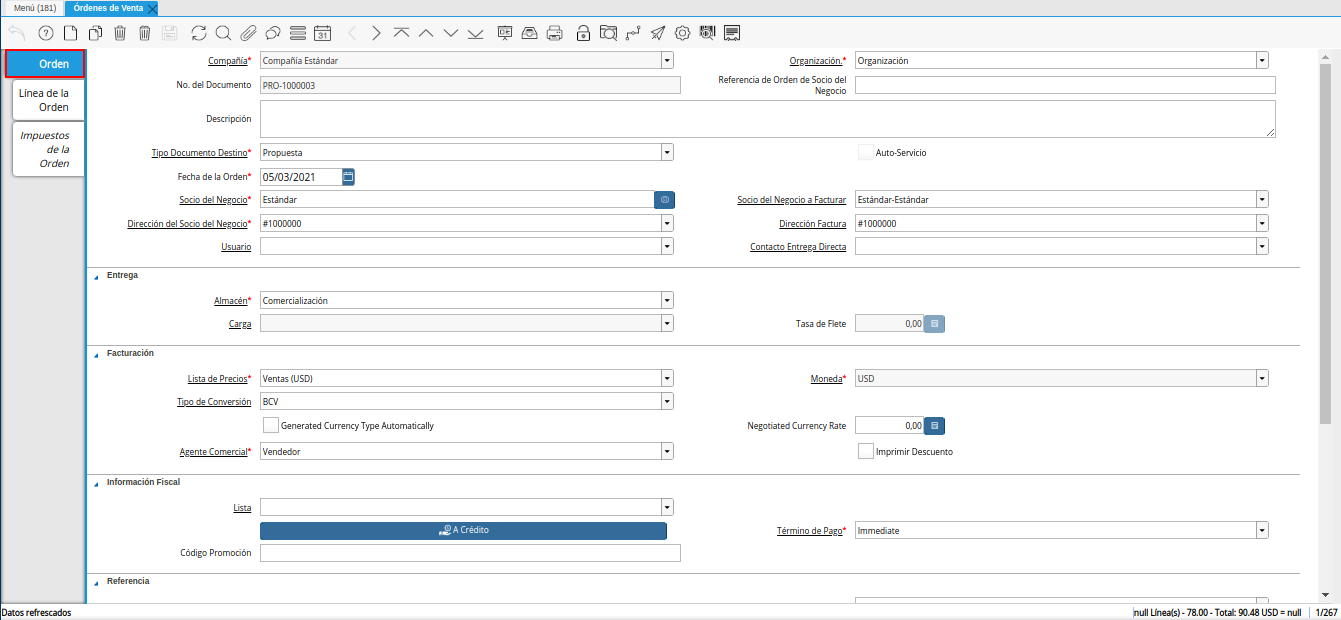 Menú (181)
Órdenes de Venta
31
Orden
Línea de la
Orden
Impuestos
de la
Orden
Compañía* Compañía Estándar
Organización.* Organización
No. del Documento PRO-1000003
Referencia de Orden de Socio del
Negocio
Descripción
Tipo Documento Destino* Propuesta
Auto-Servicio
Fecha de la Orden* 05/03/2021
Socio del Negocio* Estándar
Socio del Negocio a Facturar Estándar-Estándar
Dirección del Socio del Negocio* #1000000
Dirección Factura #1000000
Usuario
Contacto Entrega Directa
Entrega
Almacén* Comercialización
Carga
Tasa de Flete 0,00
Facturación
Lista de Precios* Ventas (USD)
Moneda* USD
Tipo de Conversión BCV
Generated Currency Type Automatically
Negotiated Currency Rate 0,00
Agente Comercial* Vendedor
Imprimir Descuento
Información Fiscal
Lista
A Crédito
Término de Pago* Immediate
Código Promoción
Referencia
Datos refrescados
null Línea(s) - 78.00 - Total: 90.48 USD = null
1/267